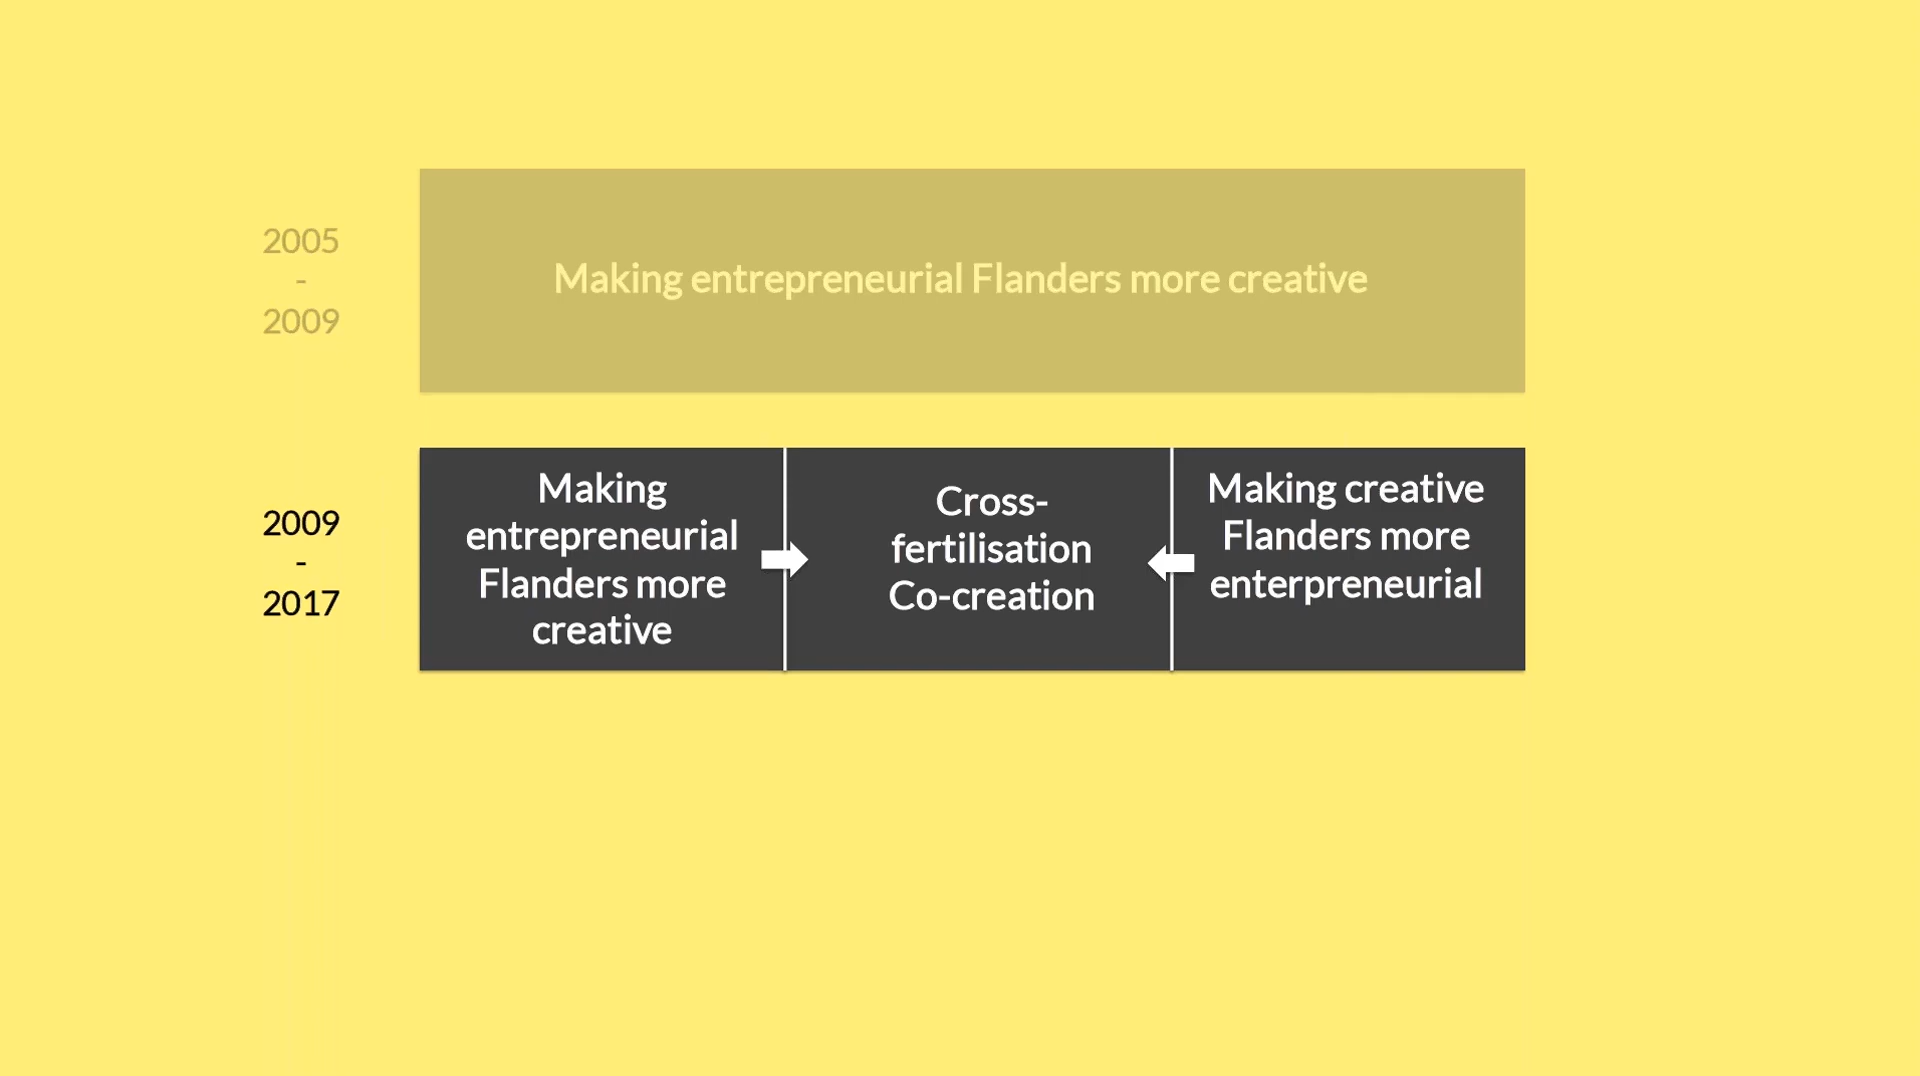 2005
-
2009
Making entrepreneurial Flanders more creative
2009
-
2017
Making
entrepreneurial
Flanders more
creative
Cross-
fertilisation
Co-creation
Making creative
Flanders more
enterpreneurial